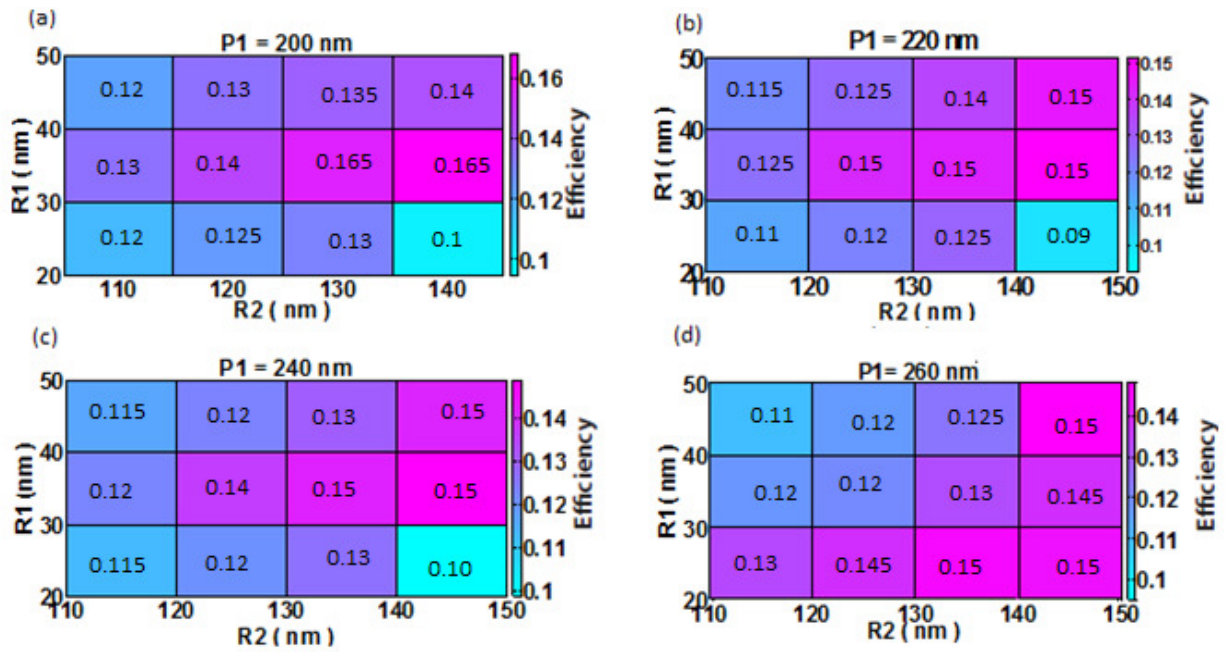 (a)
P1 = 200 nm
50
40
30
20
R1 ( nm)
0.12 0.13 0.135 0.14
0.13 0.14 0.165 0.165
0.12 0.125 0.13 0.1
110 120 130 140
R2 ( nm)
0.16
0.14
0.12
0.1
Efficiency
(b)
P1 = 220 nm
50
40
30
20
R1( nm)
0.115 0.125 0.14 0.15
0.125 0.15 0.15 0.15
0.11 0.12 0.125 0.09
110 120 130 140 150
R2 ( nm)
0.15
0.14
0.13
0.12
0.11
0.1
Efficiency
(c)
P1 = 240 nm
50
40
30
20
R1 (nm)
0.115 0.12 0.13 0.15
0.12 0.14 0.15 0.15
0.115 0.12 0.13 0.10
110 120 130 140 150
R2 ( nm)
0.14
0.13
0.12
0.11
0.1
Efficiency
(d)
P1= 260 nm
50
40
30
20
R1 ( nm)
0.11 0.12 0.125 0.15
0.12 0.12 0.13 0.145
0.13 0.145 0.15 0.15
110 120 130 140 150
R2 ( nm)
0.14
0.13
0.12
0.11
0.1
Efficiency